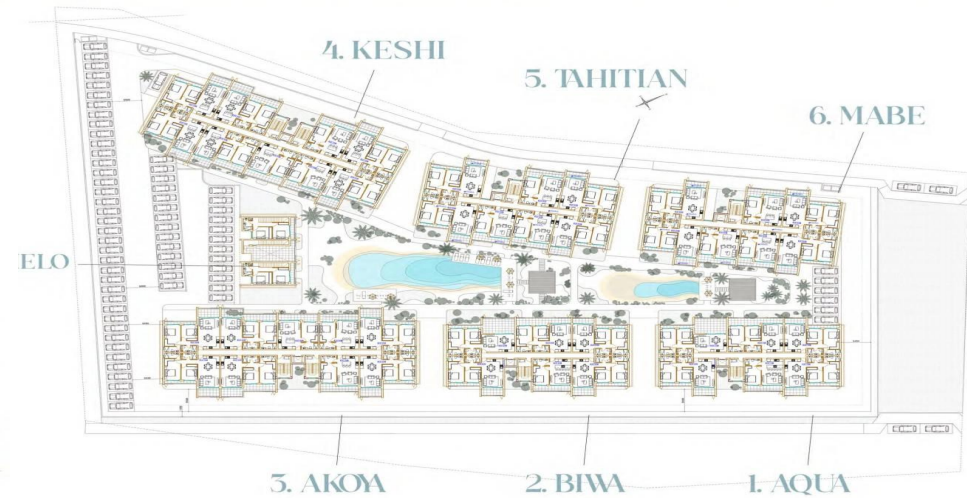 4. KESHI
5. TAHITIAN
6. MABE
ELO
3. AKOYA
2. BIWA
1. AQUA